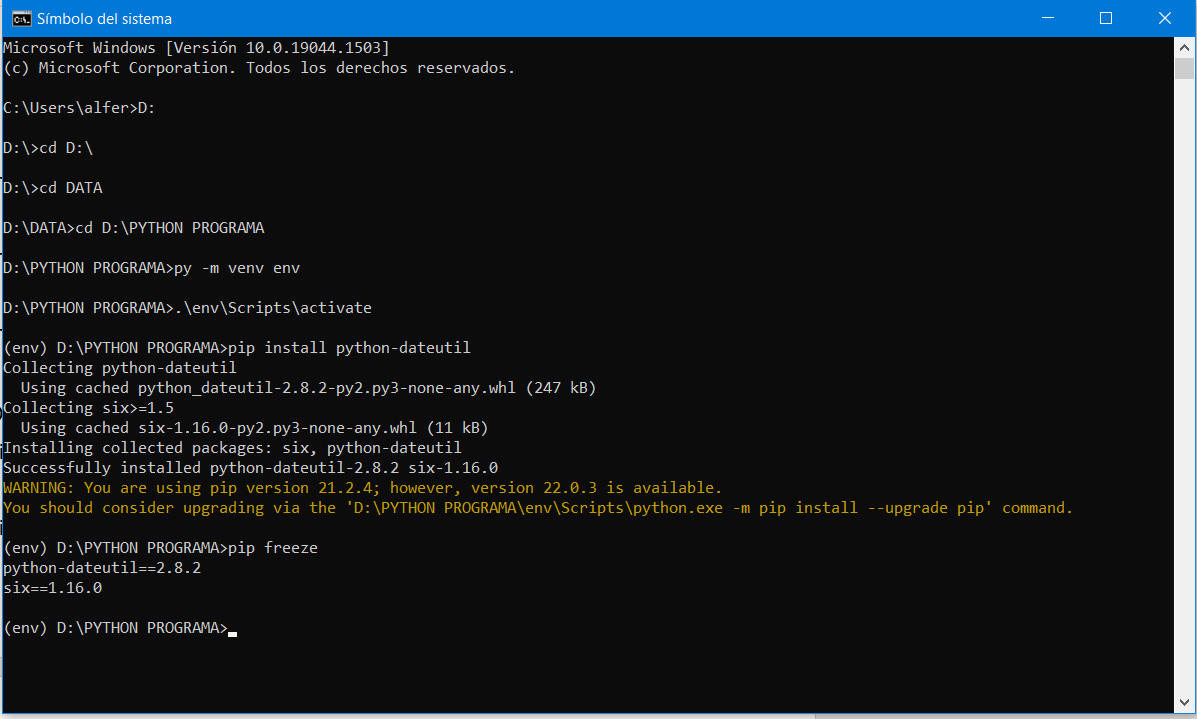 Símbolo del sistema
Microsoft Windows [Versión 10.0.19044.1503]
(c) Microsoft Corporation. Todos los derechos reservados.
C:\Users\alfer>D:
D:\>cd D:\
D:\>cd DATA
D:\DATA>cd D:\PYTHON PROGRAMA
D:\PYTHON PROGRAMA>py -m venv env
D:\PYTHON PROGRAMA>.\env\Scripts\activate
(env) D:\PYTHON PROGRAMA>pip install python-dateutil
Collecting python-dateutil
  Using cached python_dateutil-2.8.2-py2.py3-none-any.whl (247 kB)
Collecting six>=1.5
  Using cached six-1.16.0-py2.py3-none-any.whl (11 kB)
Installing collected packages: six, python-dateutil
Successfully installed python-dateutil-2.8.2 six-1.16.0
WARNING: You are using pip version 21.2.4; however, version 22.0.3 is available.
You should consider upgrading via the 'D:\PYTHON PROGRAMA\env\Scripts\python.exe -m pip install --upgrade pip' command.
(env) D:\PYTHON PROGRAMA>pip freeze
python-dateutil==2.8.2
six==1.16.0
(env) D:\PYTHON PROGRAMA>